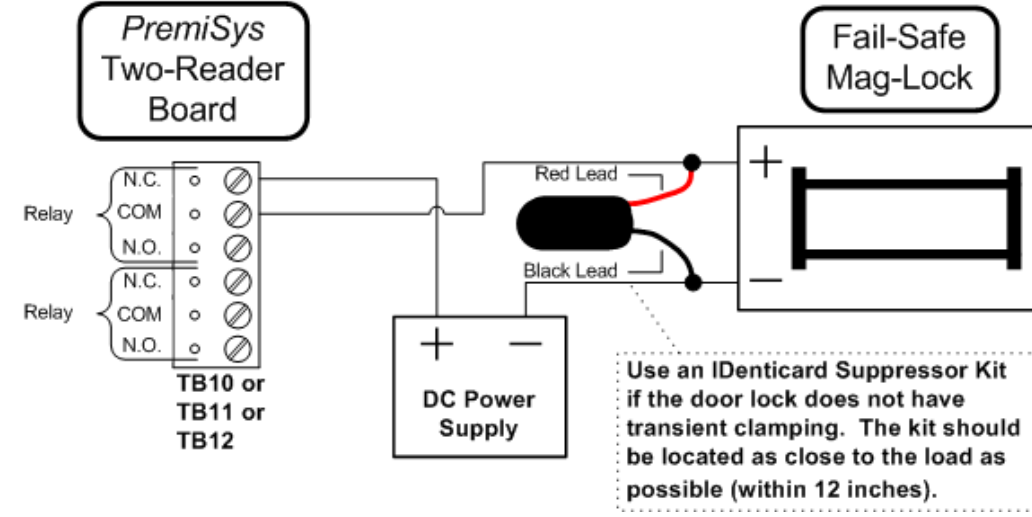 PremiSys
Two-Reader
Board
Fail-Safe
Mag-Lock
N.C.
Relay
COM
N.O.
N.C.
Relay
COM
N.O.
TB10 or
TB11 or
TB12
Red Lead
Black Lead
+
—
+
—
DC Power
Supply
Use an IDenticard Suppressor Kit
if the door lock does not have
transient clamping.  The kit should
be located as close to the load as
possible (within 12 inches).